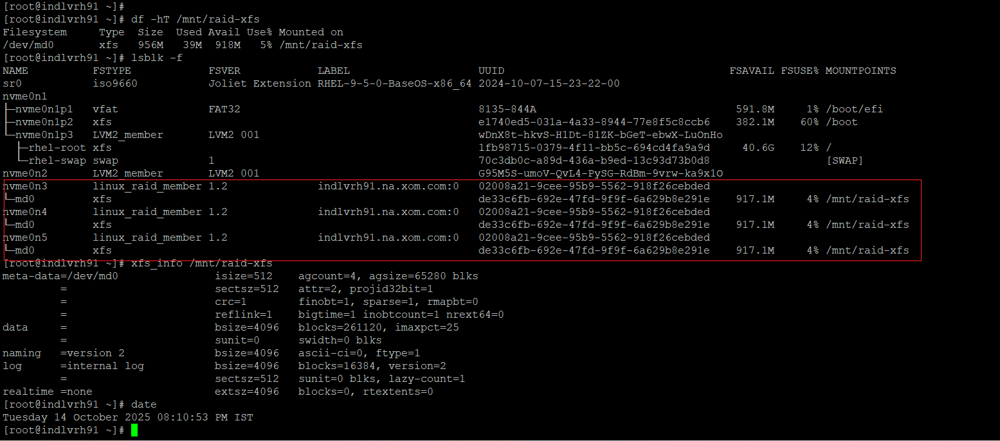 [root@indlvrh91 ~]#
[root@indlvrh91 ~]# df -hT /mnt/raid-xfs
Filesystem     Type  Size  Used Avail Use% Mounted on
/dev/md0       xfs   956M   39M  918M   5% /mnt/raid-xfs
[root@indlvrh91 ~]# lsblk -f
NAME          FSTYPE            FSVER            LABEL                    UUID                                   FSAVAIL FSUSE% MOUNTPOINTS
sr0           iso9660           Joliet Extension RHEL-9-5-0-BaseOS-x86_64 2024-10-07-15-23-22-00
nvme0n1
├─nvme0n1p1   vfat              FAT32                                     8135-844A                               591.8M     1% /boot/efi
├─nvme0n1p2   xfs                                                         e1740ed5-031a-4a33-8944-77e8f5c8ccb6    382.1M    60% /boot
└─nvme0n1p3   LVM2_member       LVM2 001                                  wDnX8t-hkvS-H1Dt-81ZK-bGeT-ebwX-LuOnHo
  ├─rhel-root xfs                                                         1fb98715-0379-4f11-bb5c-694cd4fa9a9d     40.6G    12% /
  └─rhel-swap swap              1                                         70c3db0c-a89d-436a-b9ed-13c93d73b0d8                  [SWAP]
nvme0n2       LVM2_member       LVM2 001                                  G95M5S-umoV-QvL4-PySG-RdBm-9vrw-ka9x1O
nvme0n3       linux_raid_member 1.2              indlvrh91.na.xom.com:0   02008a21-9cee-95b9-5562-918f26cebded
└─md0         xfs                                                         de33c6fb-692e-47fd-9f9f-6a629b8e291e    917.1M     4% /mnt/raid-xfs
nvme0n4       linux_raid_member 1.2              indlvrh91.na.xom.com:0   02008a21-9cee-95b9-5562-918f26cebded
└─md0         xfs                                                         de33c6fb-692e-47fd-9f9f-6a629b8e291e    917.1M     4% /mnt/raid-xfs
nvme0n5       linux_raid_member 1.2              indlvrh91.na.xom.com:0   02008a21-9cee-95b9-5562-918f26cebded
└─md0         xfs                                                         de33c6fb-692e-47fd-9f9f-6a629b8e291e    917.1M     4% /mnt/raid-xfs
[root@indlvrh91 ~]# xfs_info /mnt/raid-xfs
meta-data=/dev/md0               isize=512    agcount=4, agsize=65280 blks
         =                       sectsz=512   attr=2, projid32bit=1
         =                       crc=1        finobt=1, sparse=1, rmapbt=0
         =                       reflink=1    bigtime=1 inobtcount=1 nrext64=0
data     =                       bsize=4096   blocks=261120, imaxpct=25
         =                       sunit=0      swidth=0 blks
naming   =version 2              bsize=4096   ascii-ci=0, ftype=1
log      =internal log           bsize=4096   blocks=16384, version=2
         =                       sectsz=512   sunit=0 blks, lazy-count=1
realtime =none                   extsz=4096   blocks=0, rtextents=0
[root@indlvrh91 ~]# date
Tuesday 14 October 2025 08:10:53 PM IST
[root@indlvrh91 ~]#